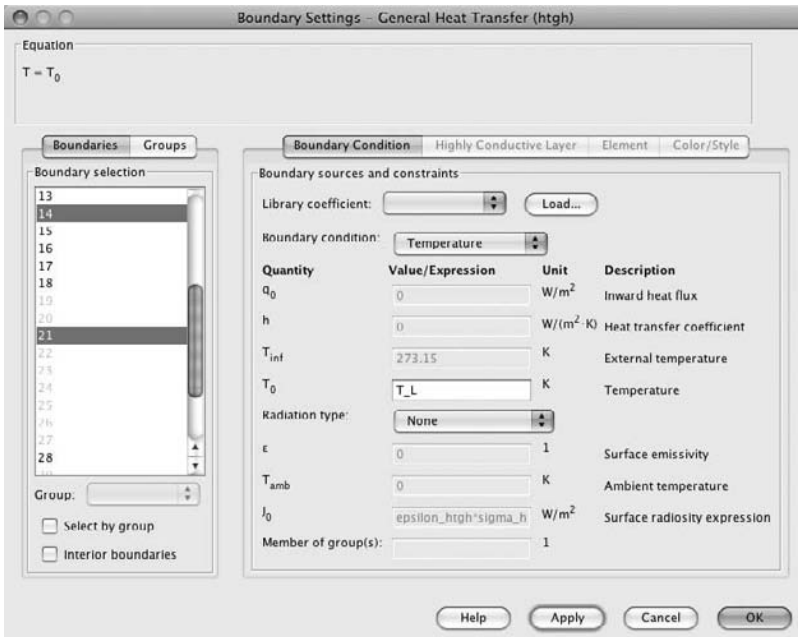 Boundary Settings – General Heat Transfer (htgh)
Equation
T = T0
Boundaries Groups
Boundary selection
13
14
15
16
17
18
19
20
21
22
23
24
25
26
27
28
Group:
Select by group
Interior boundaries
Boundary Condition Highly Conductive Layer Element Color/Style
Boundary sources and constraints
Library coefficient: Load...
Boundary condition: Temperature
Quantity Value/Expression Unit Description
q0 0 W/m2 Inward heat flux
h 0 W/(m2·K) Heat transfer coefficient
Tinf 273.15 K External temperature
T0 T_L K Temperature
Radiation type: None
ε 0 1 Surface emissivity
Tamb 0 K Ambient temperature
J0 epsilon_htgh*sigma_h W/m2 Surface radiosity expression
Member of group(s): 1
Help Apply Cancel OK